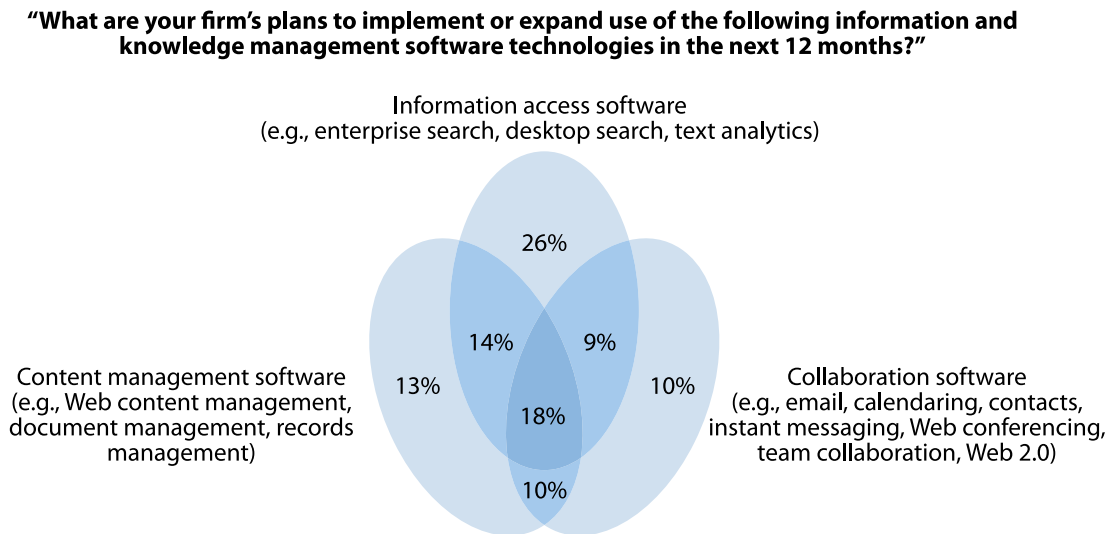 “What are your firm’s plans to implement or expand use of the following information and
knowledge management software technologies in the next 12 months?”
Information access software
(e.g., enterprise search, desktop search, text analytics)
26%
14%
9%
13%
10%
18%
10%
Content management software
(e.g., Web content management,
document management, records
management)
Collaboration software
(e.g., email, calendaring, contacts,
instant messaging, Web conferencing,
team collaboration, Web 2.0)